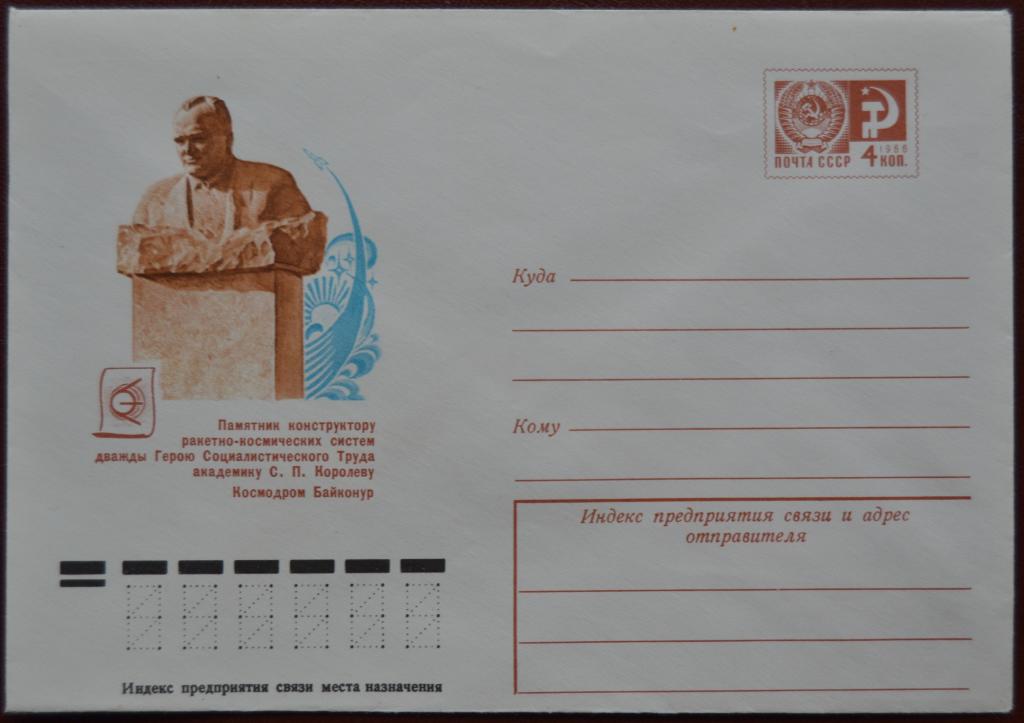 1966
ПОЧТА СССР 4 КОП.
Куда
Кому
Памятник конструктору
ракетно-космических систем
дважды Герою Социалистического Труда
академику С. П. Королеву
Космодром Байконур
Индекс предприятия связи и адрес
отправителя
Индекс предприятия связи места назначения